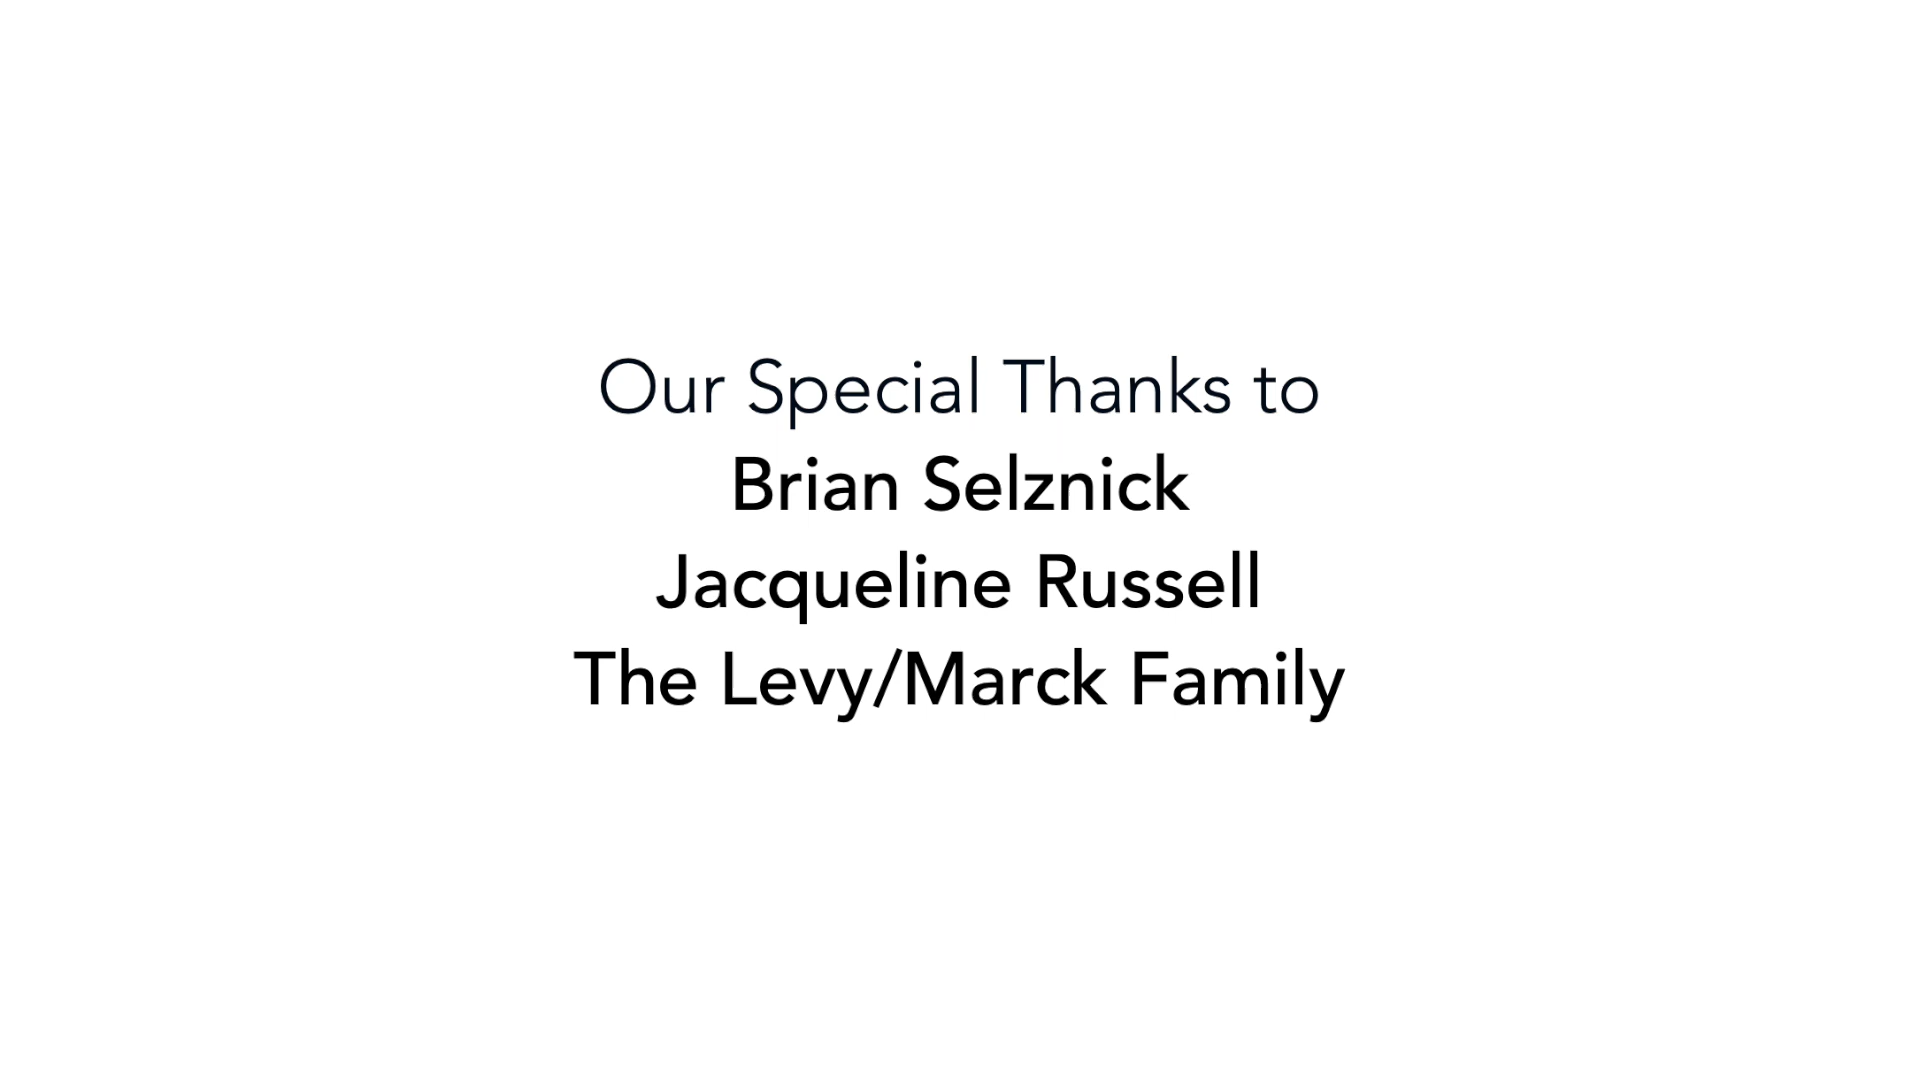 Our Special Thanks to
Brian Selznick
Jacqueline Russell
The Levy/Marck Family